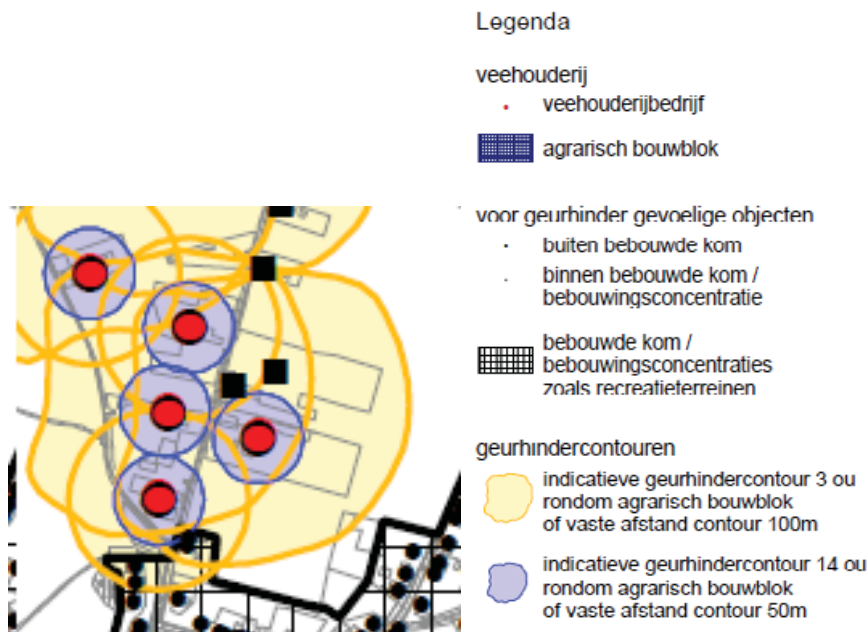 Legenda
veehouderij
veehouderijbedrijf
agrarisch bouwblok
voor geurhinder gevoelige objecten
buiten bebouwde kom
binnen bebouwde kom /
bebouwingsconcentratie
bebouwde kom /
bebouwingsconcentraties
zoals recreatieterreinen
geurhindercontouren
indicatieve geurhindercontour 3 ou
rondom agrarisch bouwblok
of vaste afstand contour 100m
indicatieve geurhindercontour 14 ou
rondom agrarisch bouwblok
of vaste afstand contour 50m